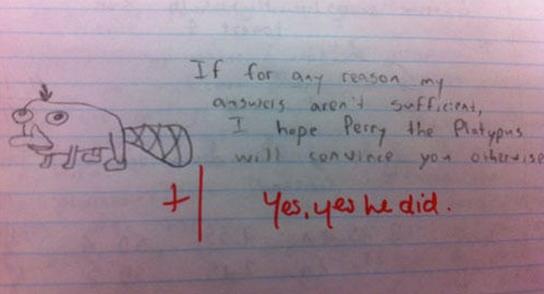 If for any reason my
answers aren't sufficient,
I hope Perry the Platypus
will convince you otherwise
+1 Yes, yes he did.